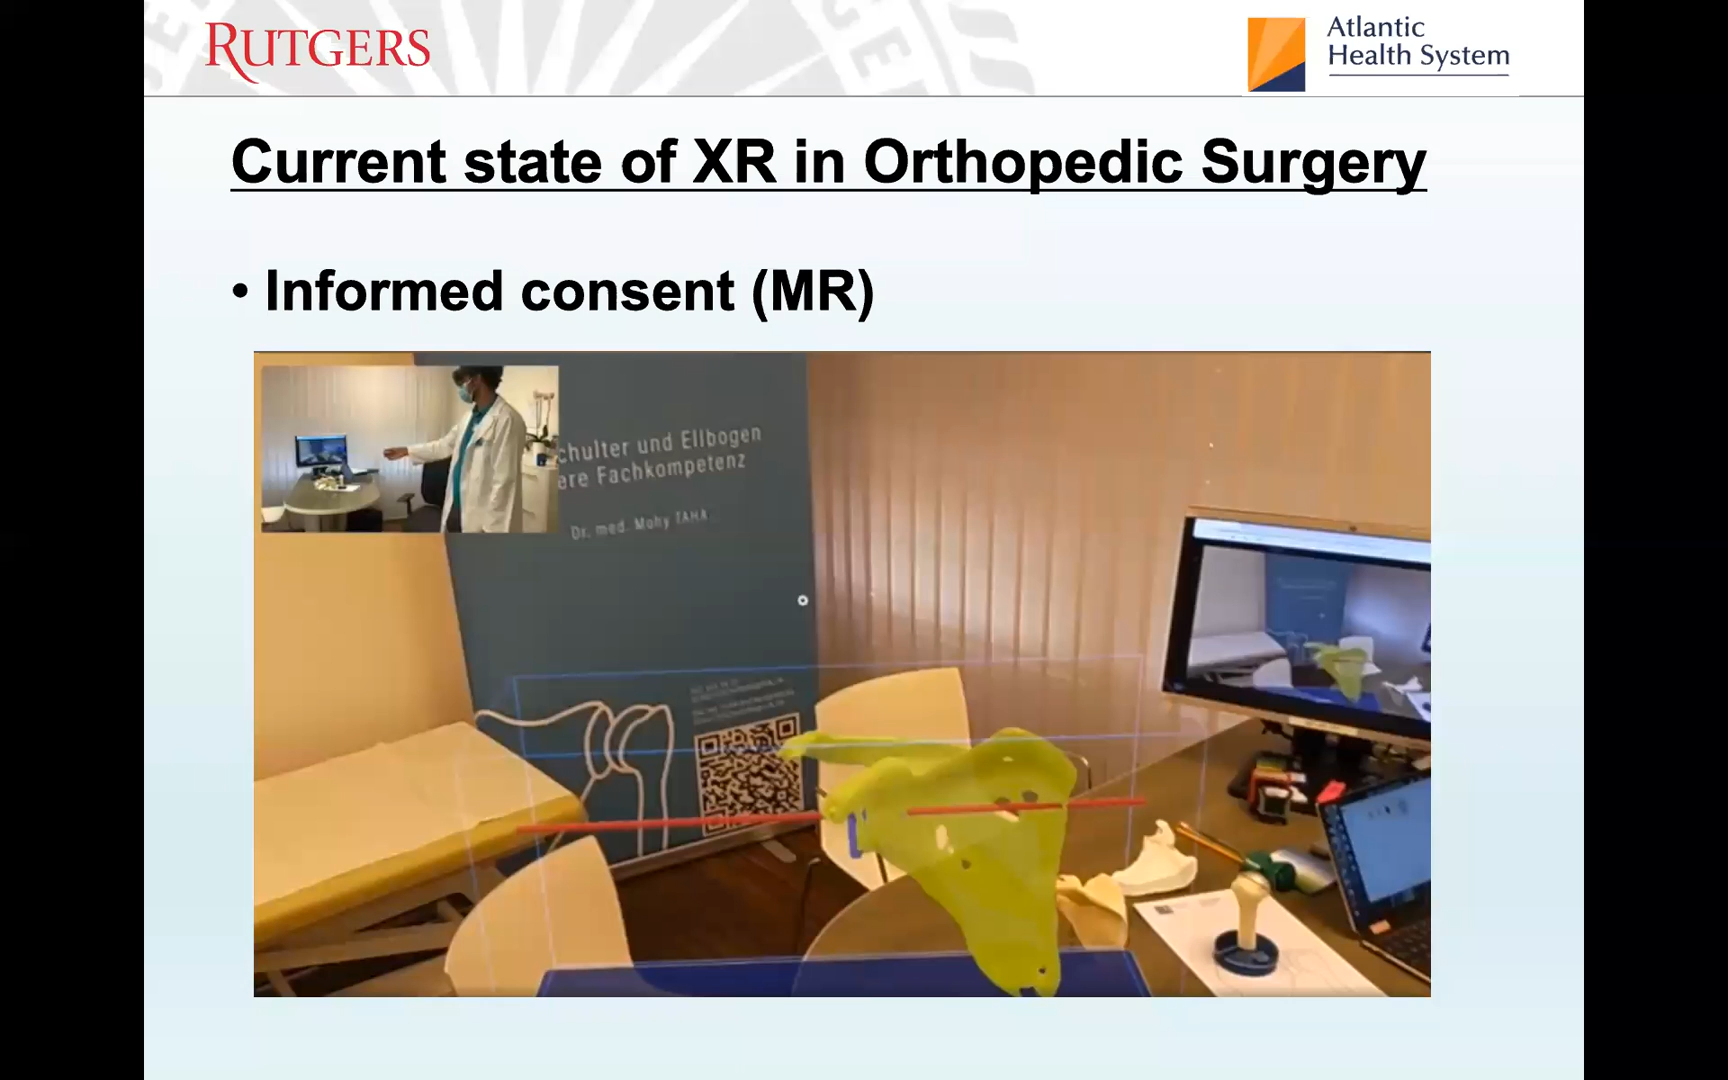 RUTGERS
Atlantic
Health System
Current state of XR in Orthopedic Surgery
• Informed consent (MR)
chulter und Ellbogen
ere Fachkompetenz
Dr. med. Mohy TAHA